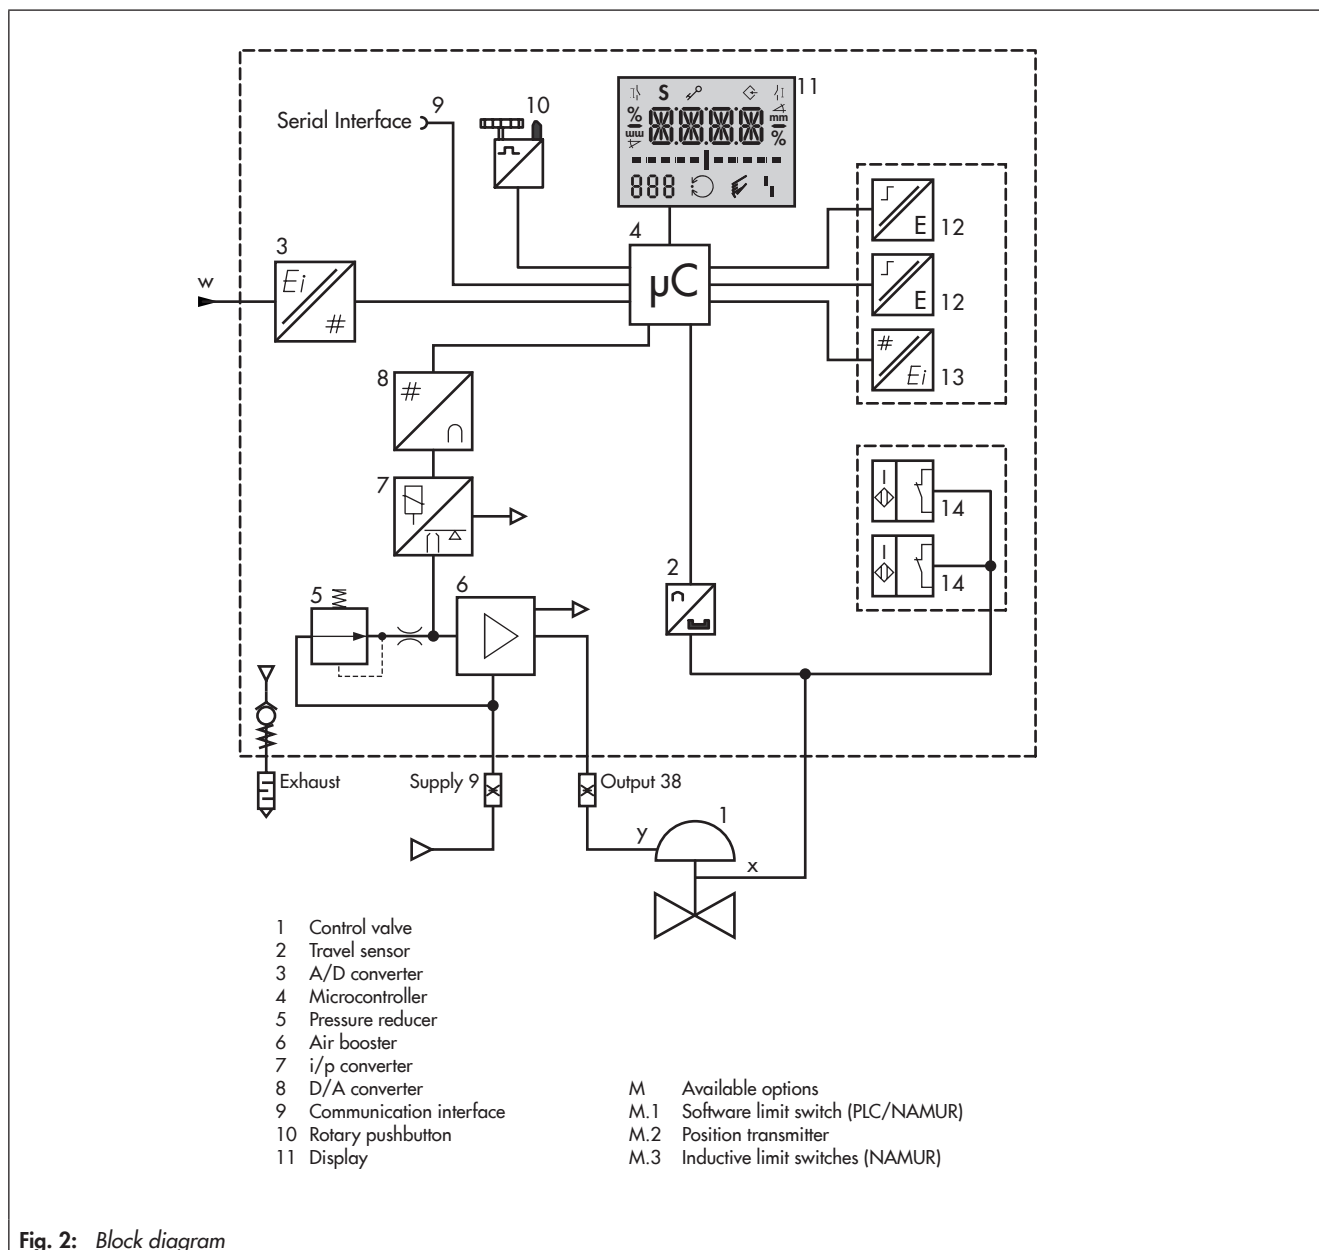 11
S
% mm
mm %
888
Serial Interface
9
10
4
µC
3
w
Ei
#
E
12
E
12
#
Ei
13
8
#
7
14
14
2
6
5
Exhaust
Supply 9
Output 38
1
y
x
1 Control valve
2 Travel sensor
3 A/D converter
4 Microcontroller
5 Pressure reducer
6 Air booster
7 i/p converter
8 D/A converter
9 Communication interface
10 Rotary pushbutton
11 Display
M Available options
M.1 Software limit switch (PLC/NAMUR)
M.2 Position transmitter
M.3 Inductive limit switches (NAMUR)
Fig. 2: Block diagram